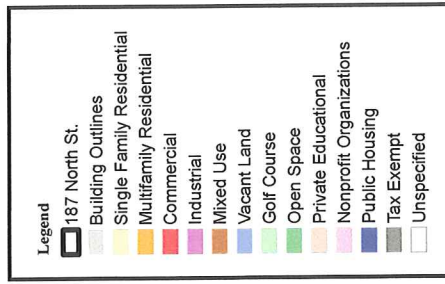 Legend
187 North St.
Building Outlines
Single Family Residential
Multifamily Residential
Commercial
Industrial
Mixed Use
Vacant Land
Golf Course
Open Space
Private Educational
Nonprofit Organizations
Public Housing
Tax Exempt
Unspecified